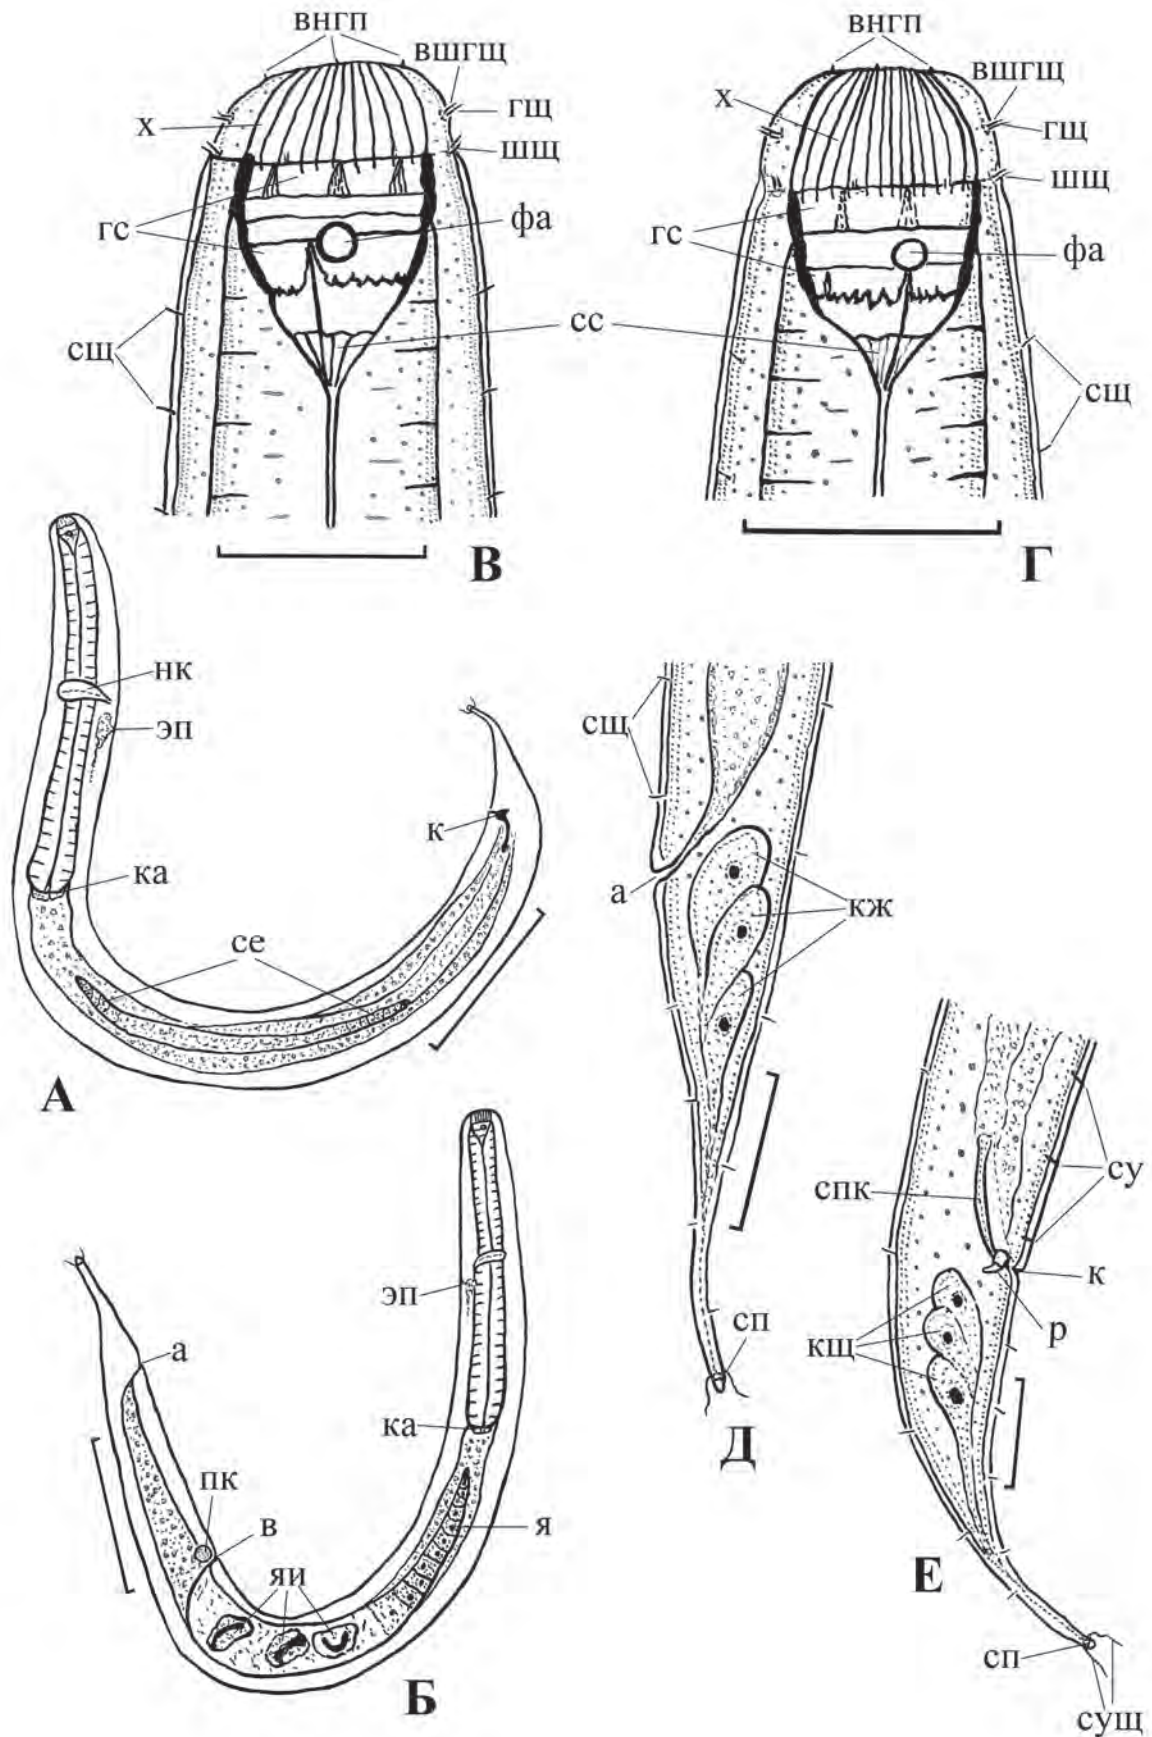 внгп
вшгщ
х
гщ
шщ
гс
фа
сщ
В
внгп
вшгщ
х
гщ
шщ
гс
фа
сс
сщ
Г
нк
эп
ка
се
к
А
сщ
а
кж
сп
Д
эп
а
ка
пк
в
яи
я
Б
су
спк
к
р
кщ
Е
сп
сущ